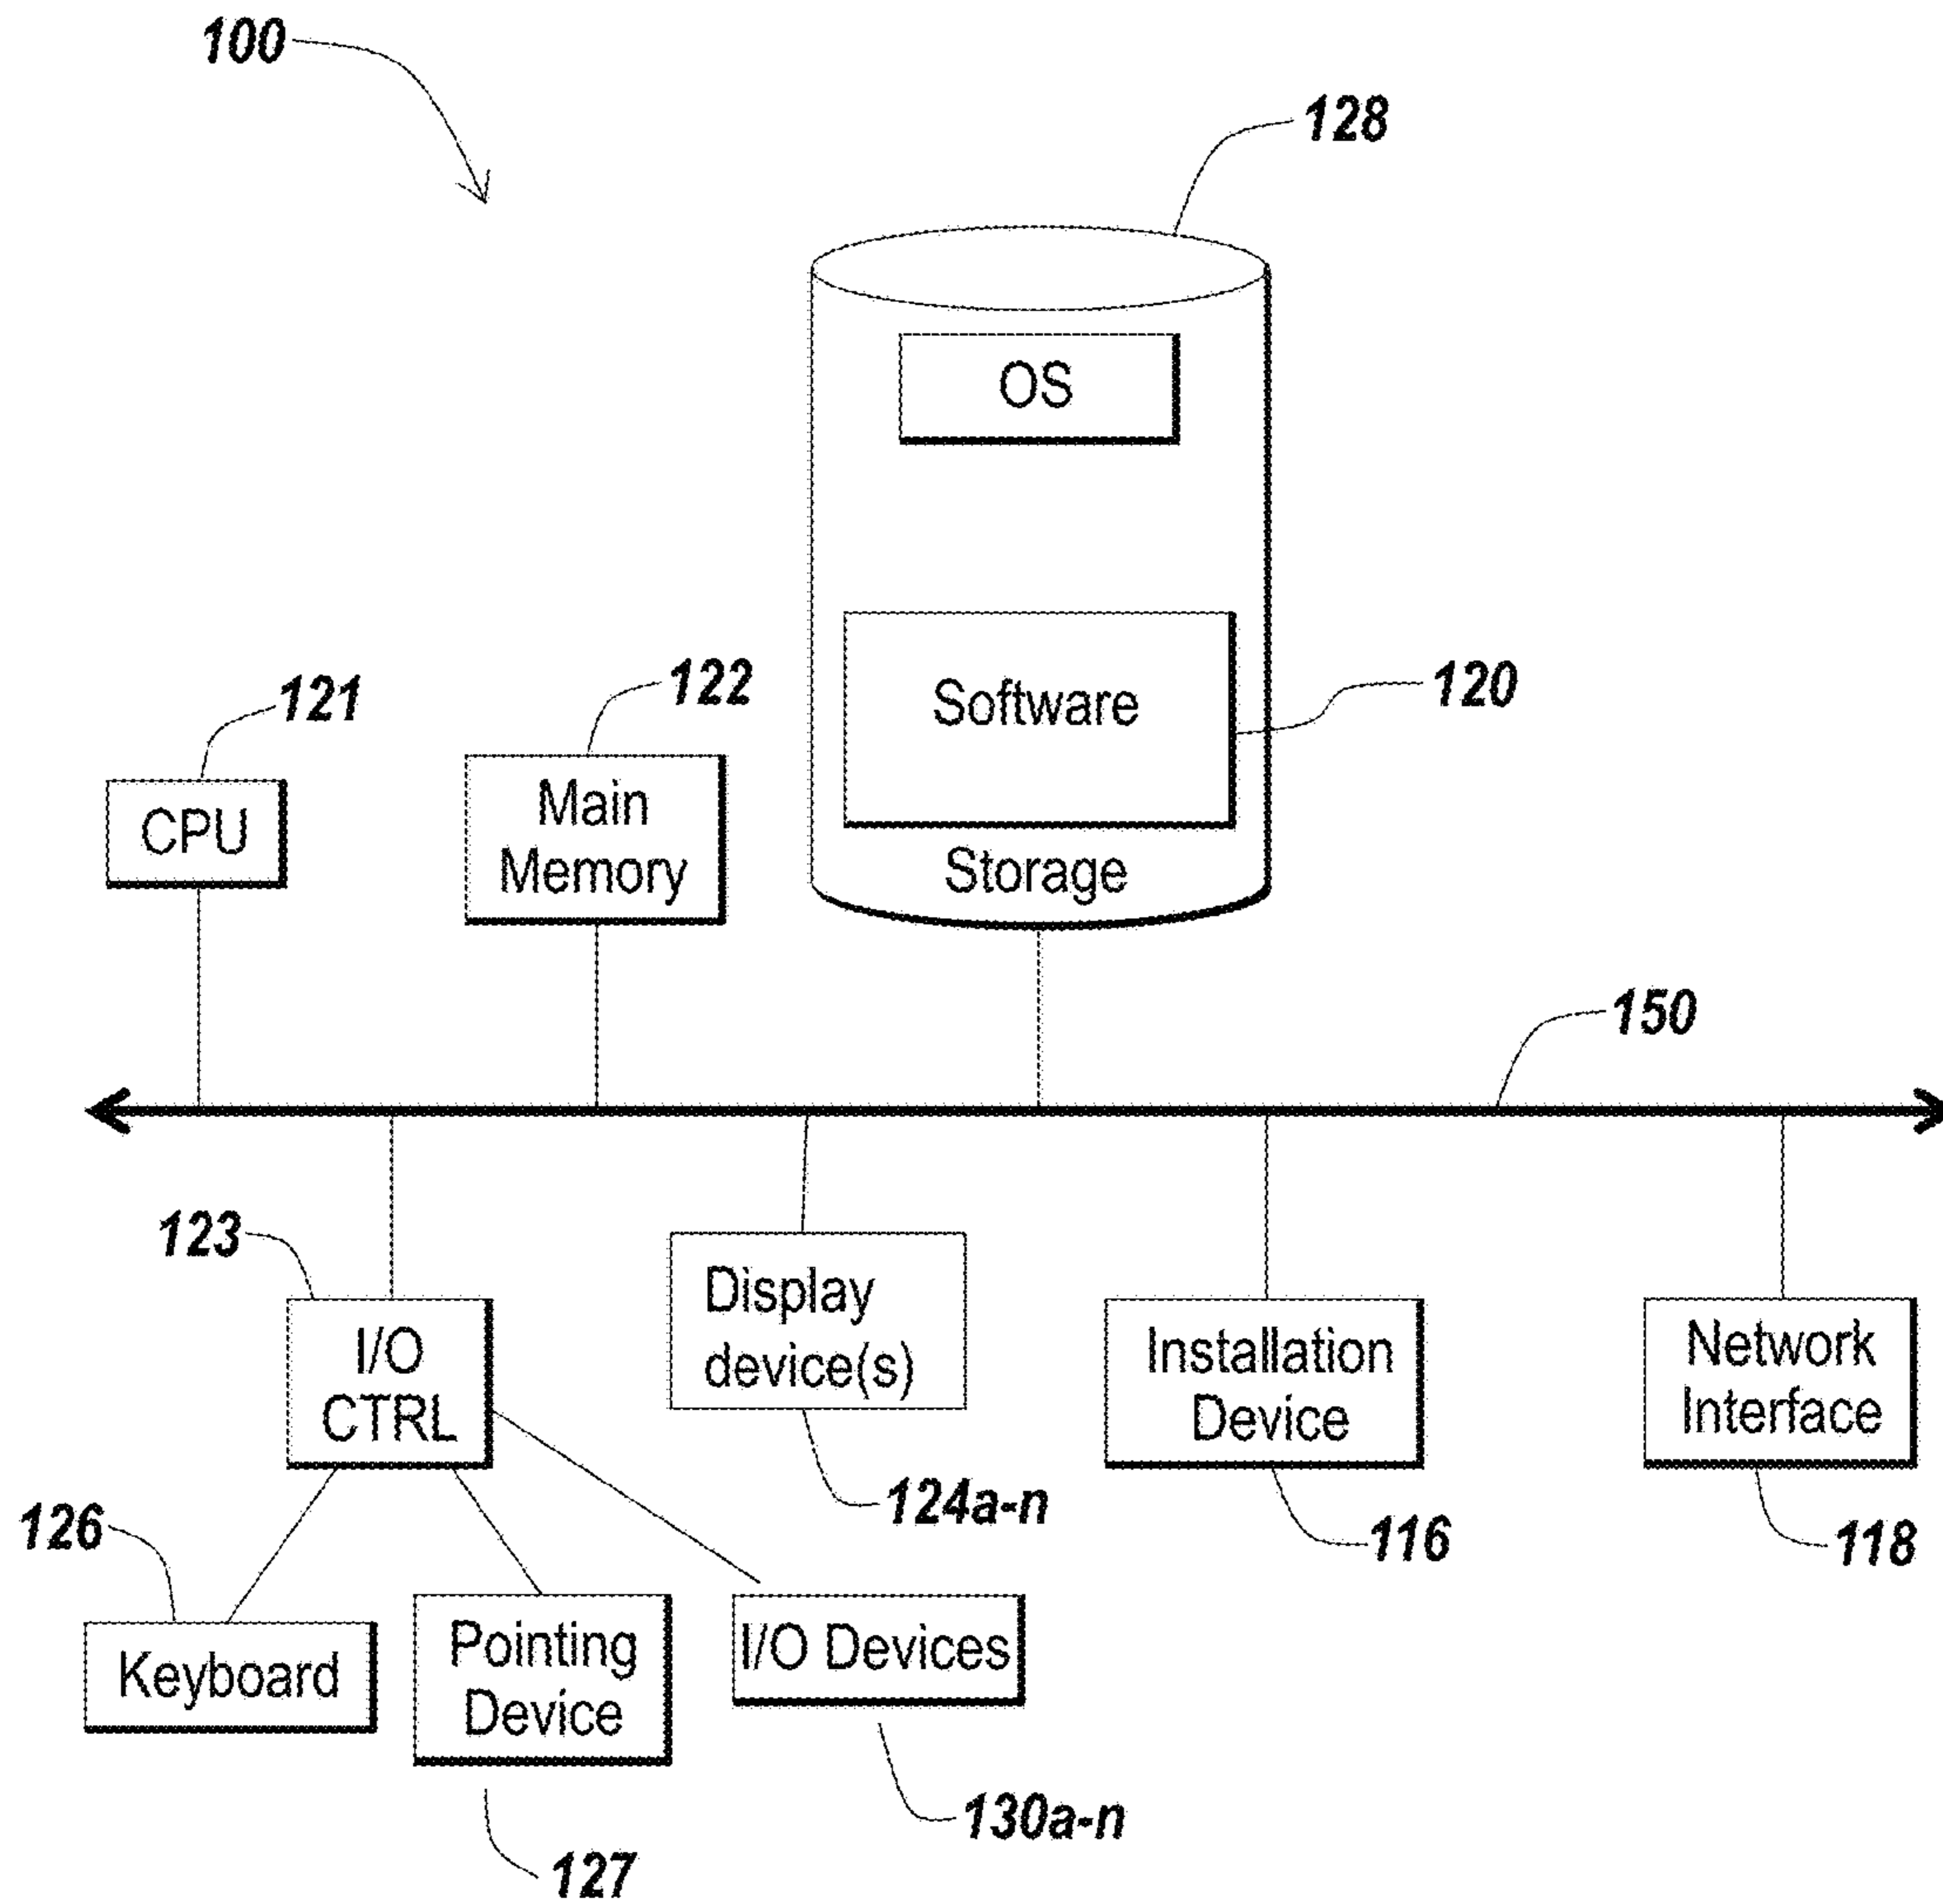 100
128
OS
121
122
Software
120
CPU
Main
Memory
Storage
150
123
I/O
CTRL
Display
device(s)
Installation
Device
Network
Interface
124a-n
116
118
126
Keyboard
Pointing
Device
I/O Devices
130a-n
127